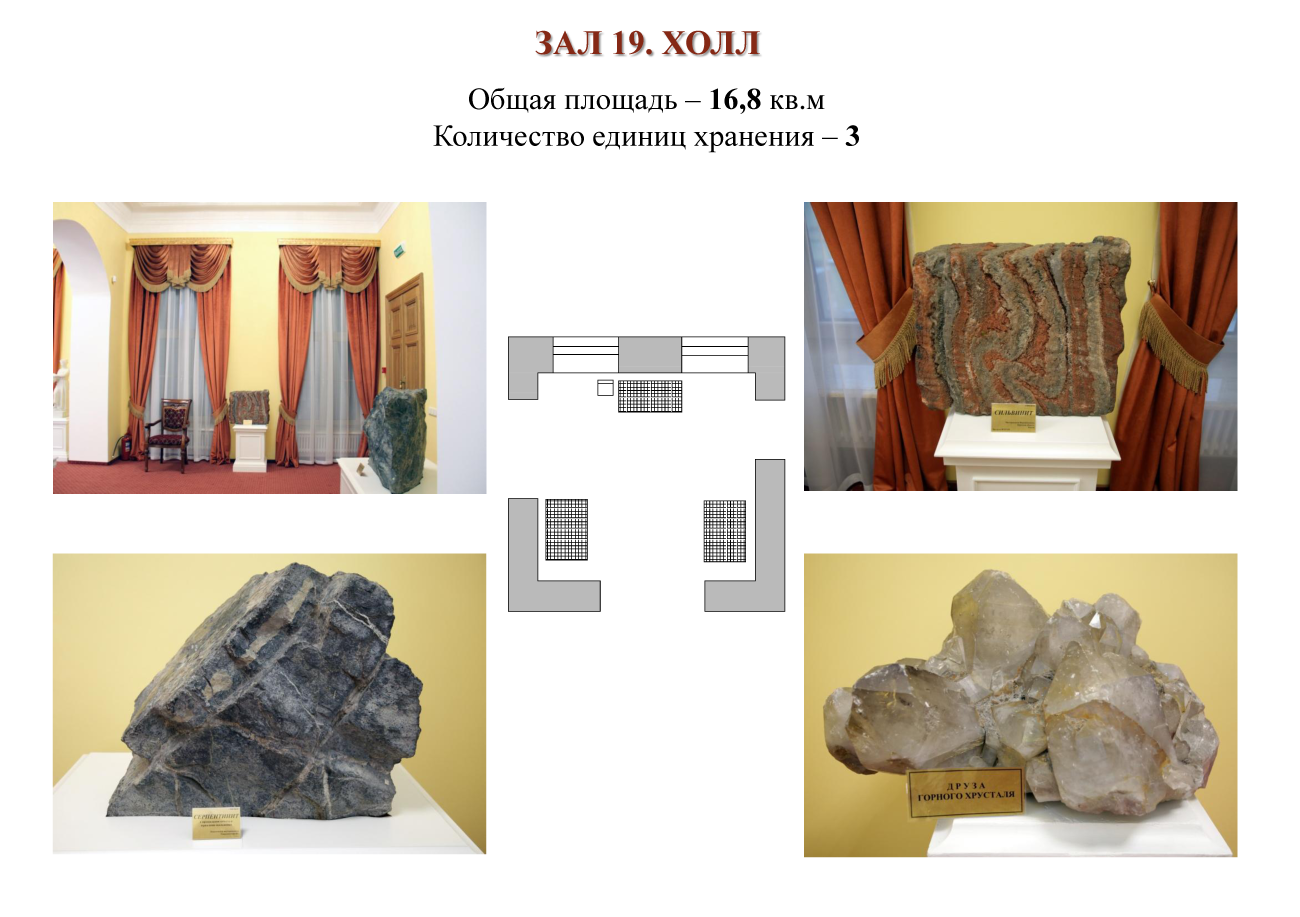 ЗАЛ 19. ХОЛЛ
Общая площадь – 16,8 кв.м
Количество единиц хранения – 3
СИЛЬВИНИТ
СЕРПЕНТИНИТ
ДРУЗА
ГОРНОГО ХРУСТАЛЯ